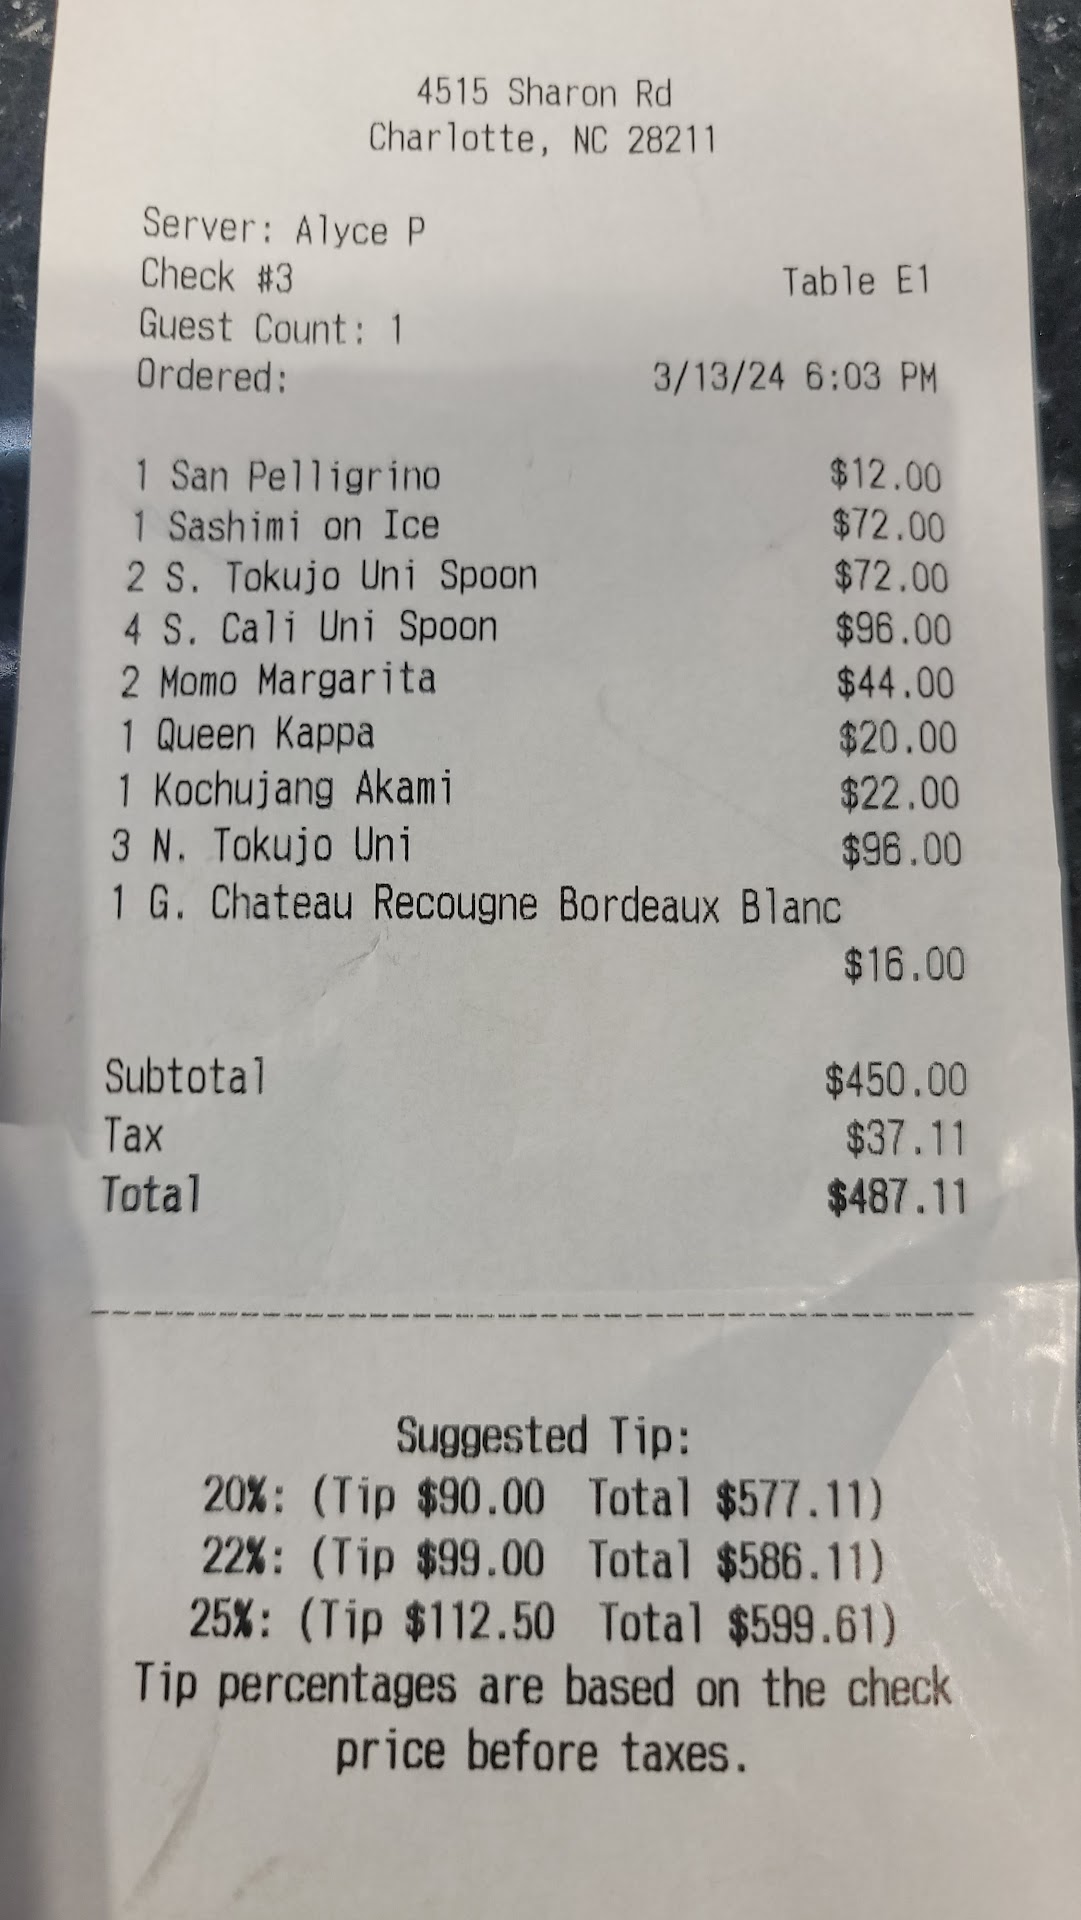 4515 Sharon Rd
Charlotte, NC 28211
Server: Alyce P
Check #3 Table E1
Guest Count: 1
Ordered: 3/13/24 6:03 PM
1 San Pelligrino $12.00
1 Sashimi on Ice $72.00
2 S. Tokujo Uni Spoon $72.00
4 S. Cali Uni Spoon $96.00
2 Momo Margarita $44.00
1 Queen Kappa $20.00
1 Kochujang Akami $22.00
3 N. Tokujo Uni $96.00
1 G. Chateau Recougne Bordeaux Blanc
$16.00
Subtotal $450.00
Tax $37.11
Total $487.11
Suggested Tip:
20%: (Tip $90.00 Total $577.11)
22%: (Tip $99.00 Total $586.11)
25%: (Tip $112.50 Total $599.61)
Tip percentages are based on the check
price before taxes.